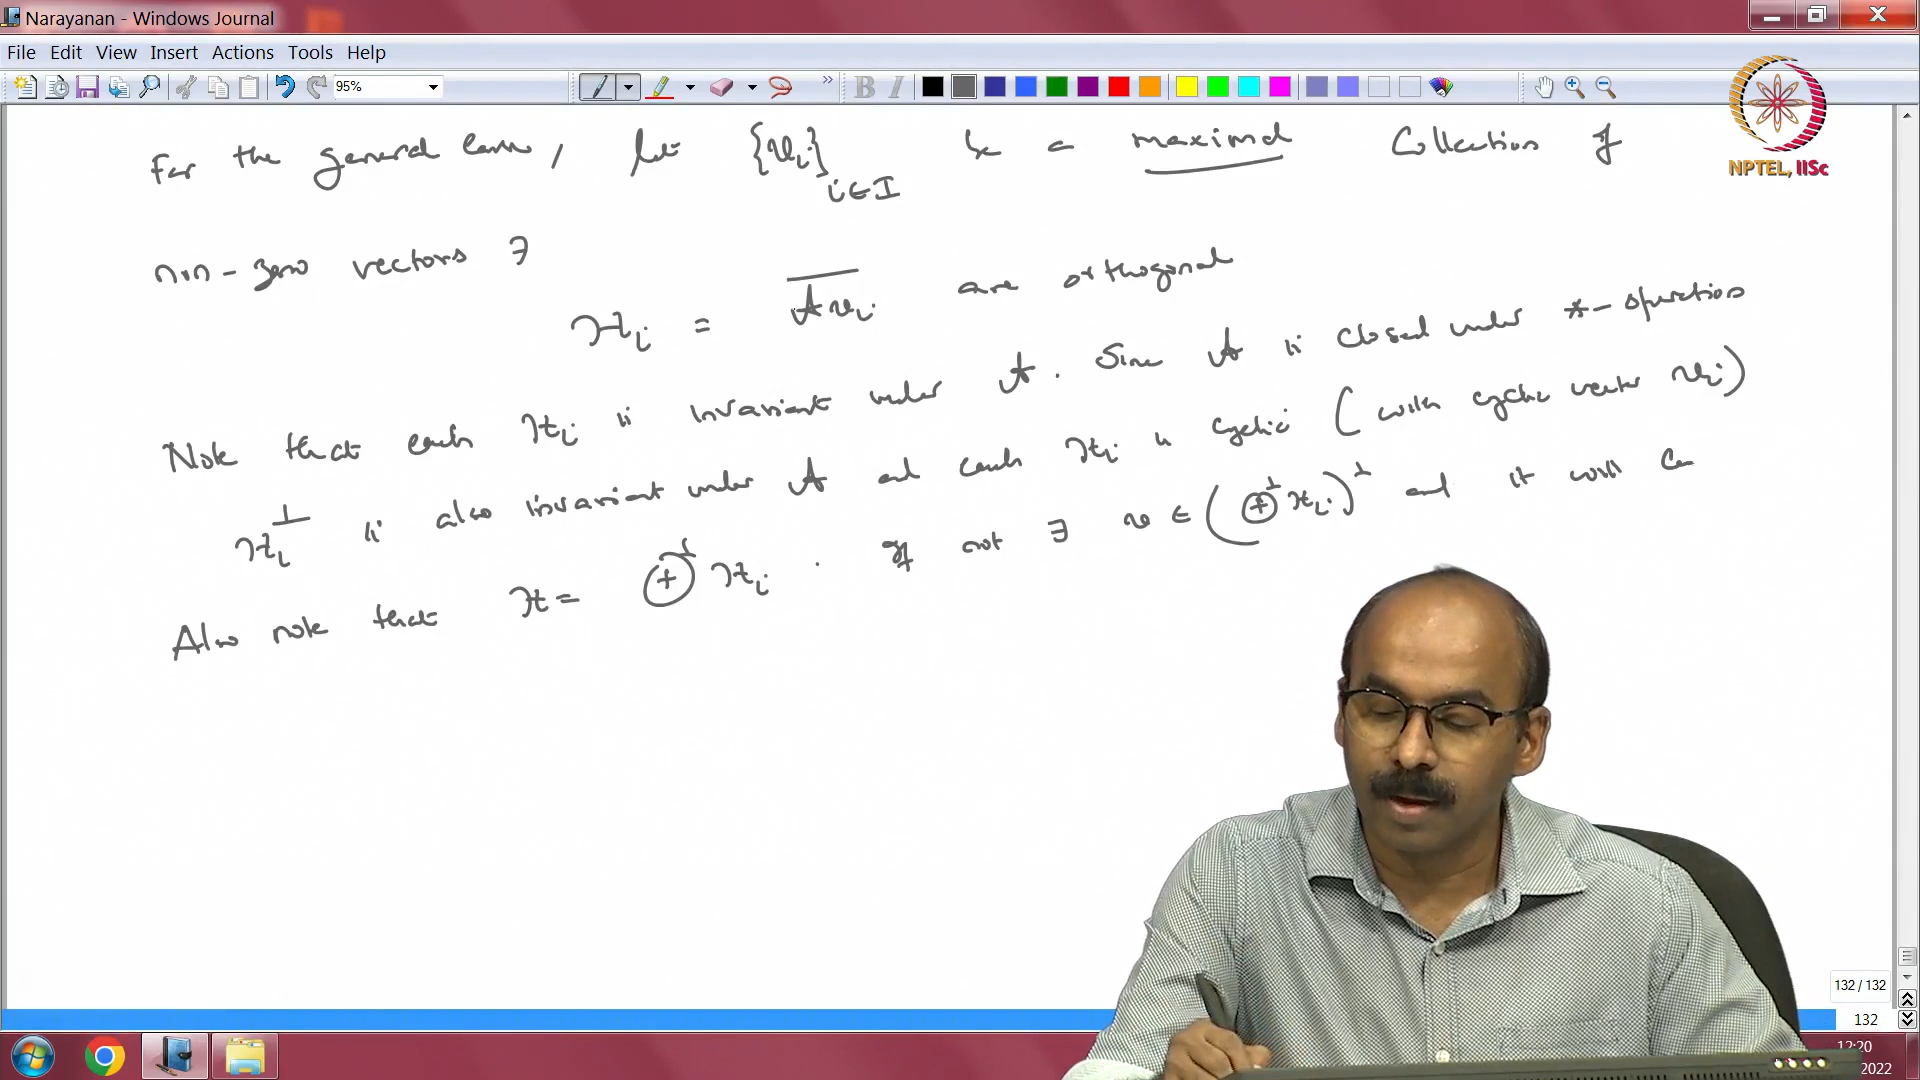 Narayanan - Windows Journal
File Edit View Insert Actions Tools Help
95%
NPTEL, IISc
For the general case, let {v_i}_{i∈I} be a maximal collection of
non-zero vectors ∋
ℋ_i = \overline{𝒜v_i} are orthogonal
Note that each ℋ_i is invariant under 𝒜. Since 𝒜 is closed under *-operation
ℋ_i^⊥ is also invariant under 𝒜 and each ℋ_i is cyclic (with cyclic vector v_i)
Also note that ℋ = ⊕^⊥ ℋ_i . If not ∃ v ∈ (⊕^⊥ ℋ_i)^⊥ and it will
132 / 132
132
12:20
2022